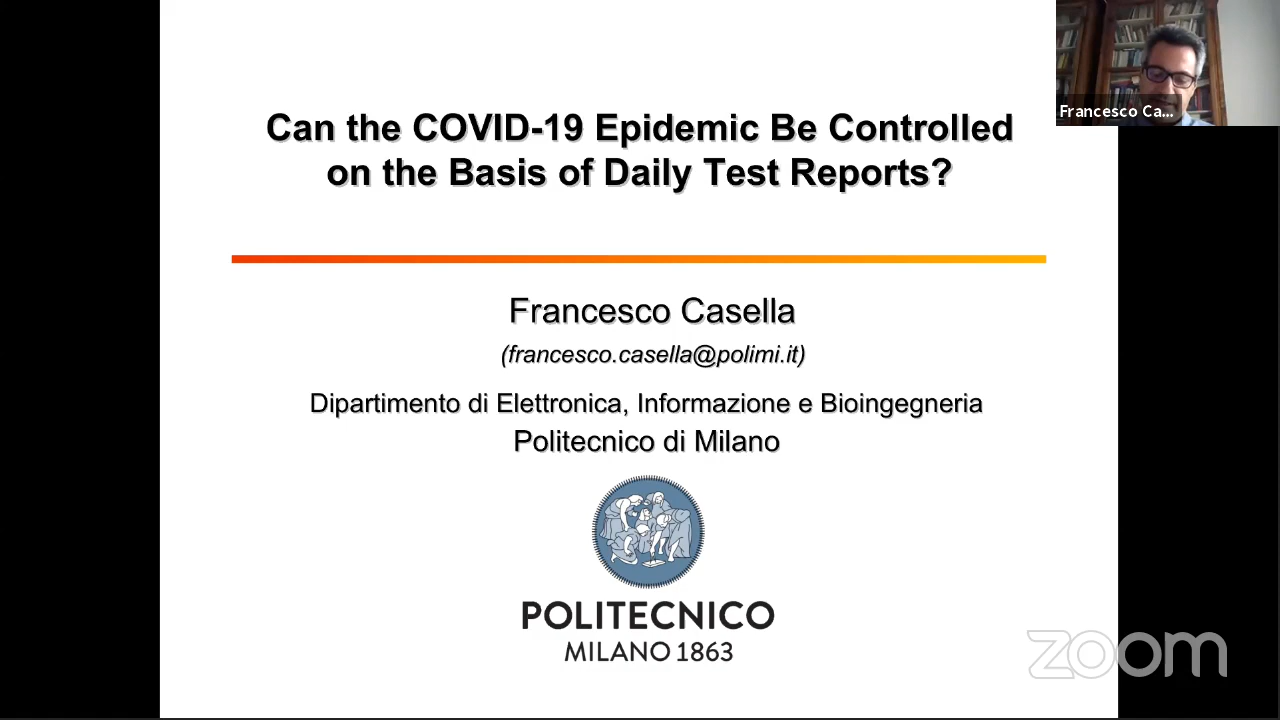 Can the COVID-19 Epidemic Be Controlled
on the Basis of Daily Test Reports?
Francesco Ca...
Francesco Casella
(francesco.casella@polimi.it)
Dipartimento di Elettronica, Informazione e Bioingegneria
Politecnico di Milano
POLITECNICO
MILANO 1863
zoom